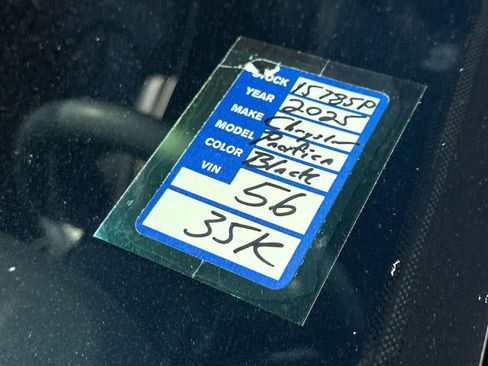 STOCK 15785P
YEAR 2025
MAKE Chrysler
MODEL Pacifica
COLOR Black
VIN
56
35K